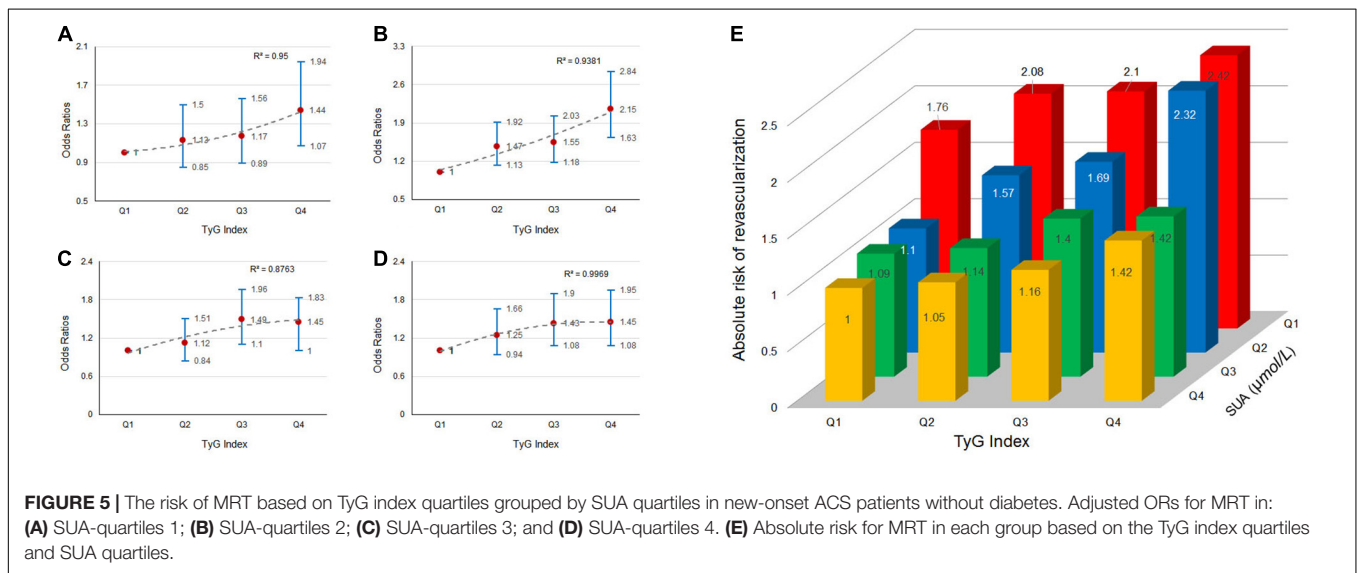 A
2.1
1.7
1.3
0.9
0.5
Odds Ratios
R² = 0.95
1
1.5
1.13
0.85
1.56
1.17
0.89
1.94
1.44
1.07
Q1 Q2 Q3 Q4
TyG Index
B
3.3
2.6
1.9
1.2
0.5
Odds Ratios
R² = 0.9381
1
1.92
1.47
1.13
2.03
1.55
1.18
2.84
2.15
1.63
Q1 Q2 Q3 Q4
TyG Index
C
2.4
1.8
1.2
0.6
0
Odds Ratios
R² = 0.8763
1
1.51
1.12
0.84
1.96
1.49
1.1
1.83
1.45
1
Q1 Q2 Q3 Q4
TyG Index
D
2.4
1.8
1.2
0.6
0
Odds Ratios
R² = 0.9969
1
1.66
1.25
0.94
1.9
1.43
1.08
1.95
1.45
1.08
Q1 Q2 Q3 Q4
TyG Index
E
Absolute risk of revascularization
2.5
2
1.5
1
0.5
0
1.76 2.08 2.1 2.42
1.1 1.57 1.69 2.32
1.09 1.14 1.4 1.42
1 1.05 1.16 1.42
Q1 Q2 Q3 Q4
TyG Index
Q1
Q2
Q3
Q4
SUA (μmol/L)
FIGURE 5 | The risk of MRT based on TyG index quartiles grouped by SUA quartiles in new-onset ACS patients without diabetes. Adjusted ORs for MRT in:
(A) SUA-quartiles 1; (B) SUA-quartiles 2; (C) SUA-quartiles 3; and (D) SUA-quartiles 4. (E) Absolute risk for MRT in each group based on the TyG index quartiles
and SUA quartiles.